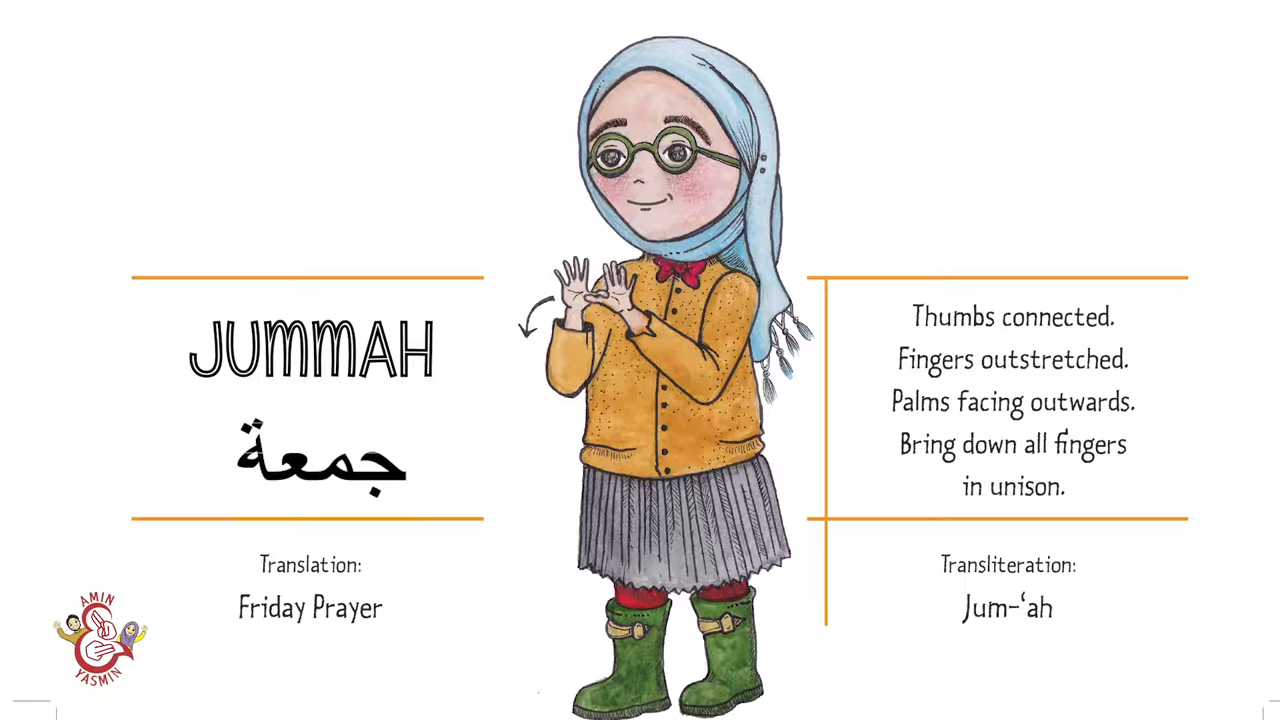 JUMMAH
جمعة
Translation:
Friday Prayer
Thumbs connected.
Fingers outstretched.
Palms facing outwards.
Bring down all fingers
in unison.
Transliteration:
Jum-‘ah
AMIN
YASMIN